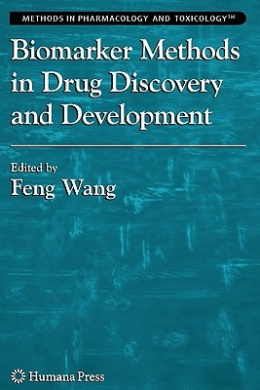 METHODS IN PHARMACOLOGY AND TOXICOLOGY™
Biomarker Methods
in Drug Discovery
and Development
Edited by
Feng Wang
Humana Press